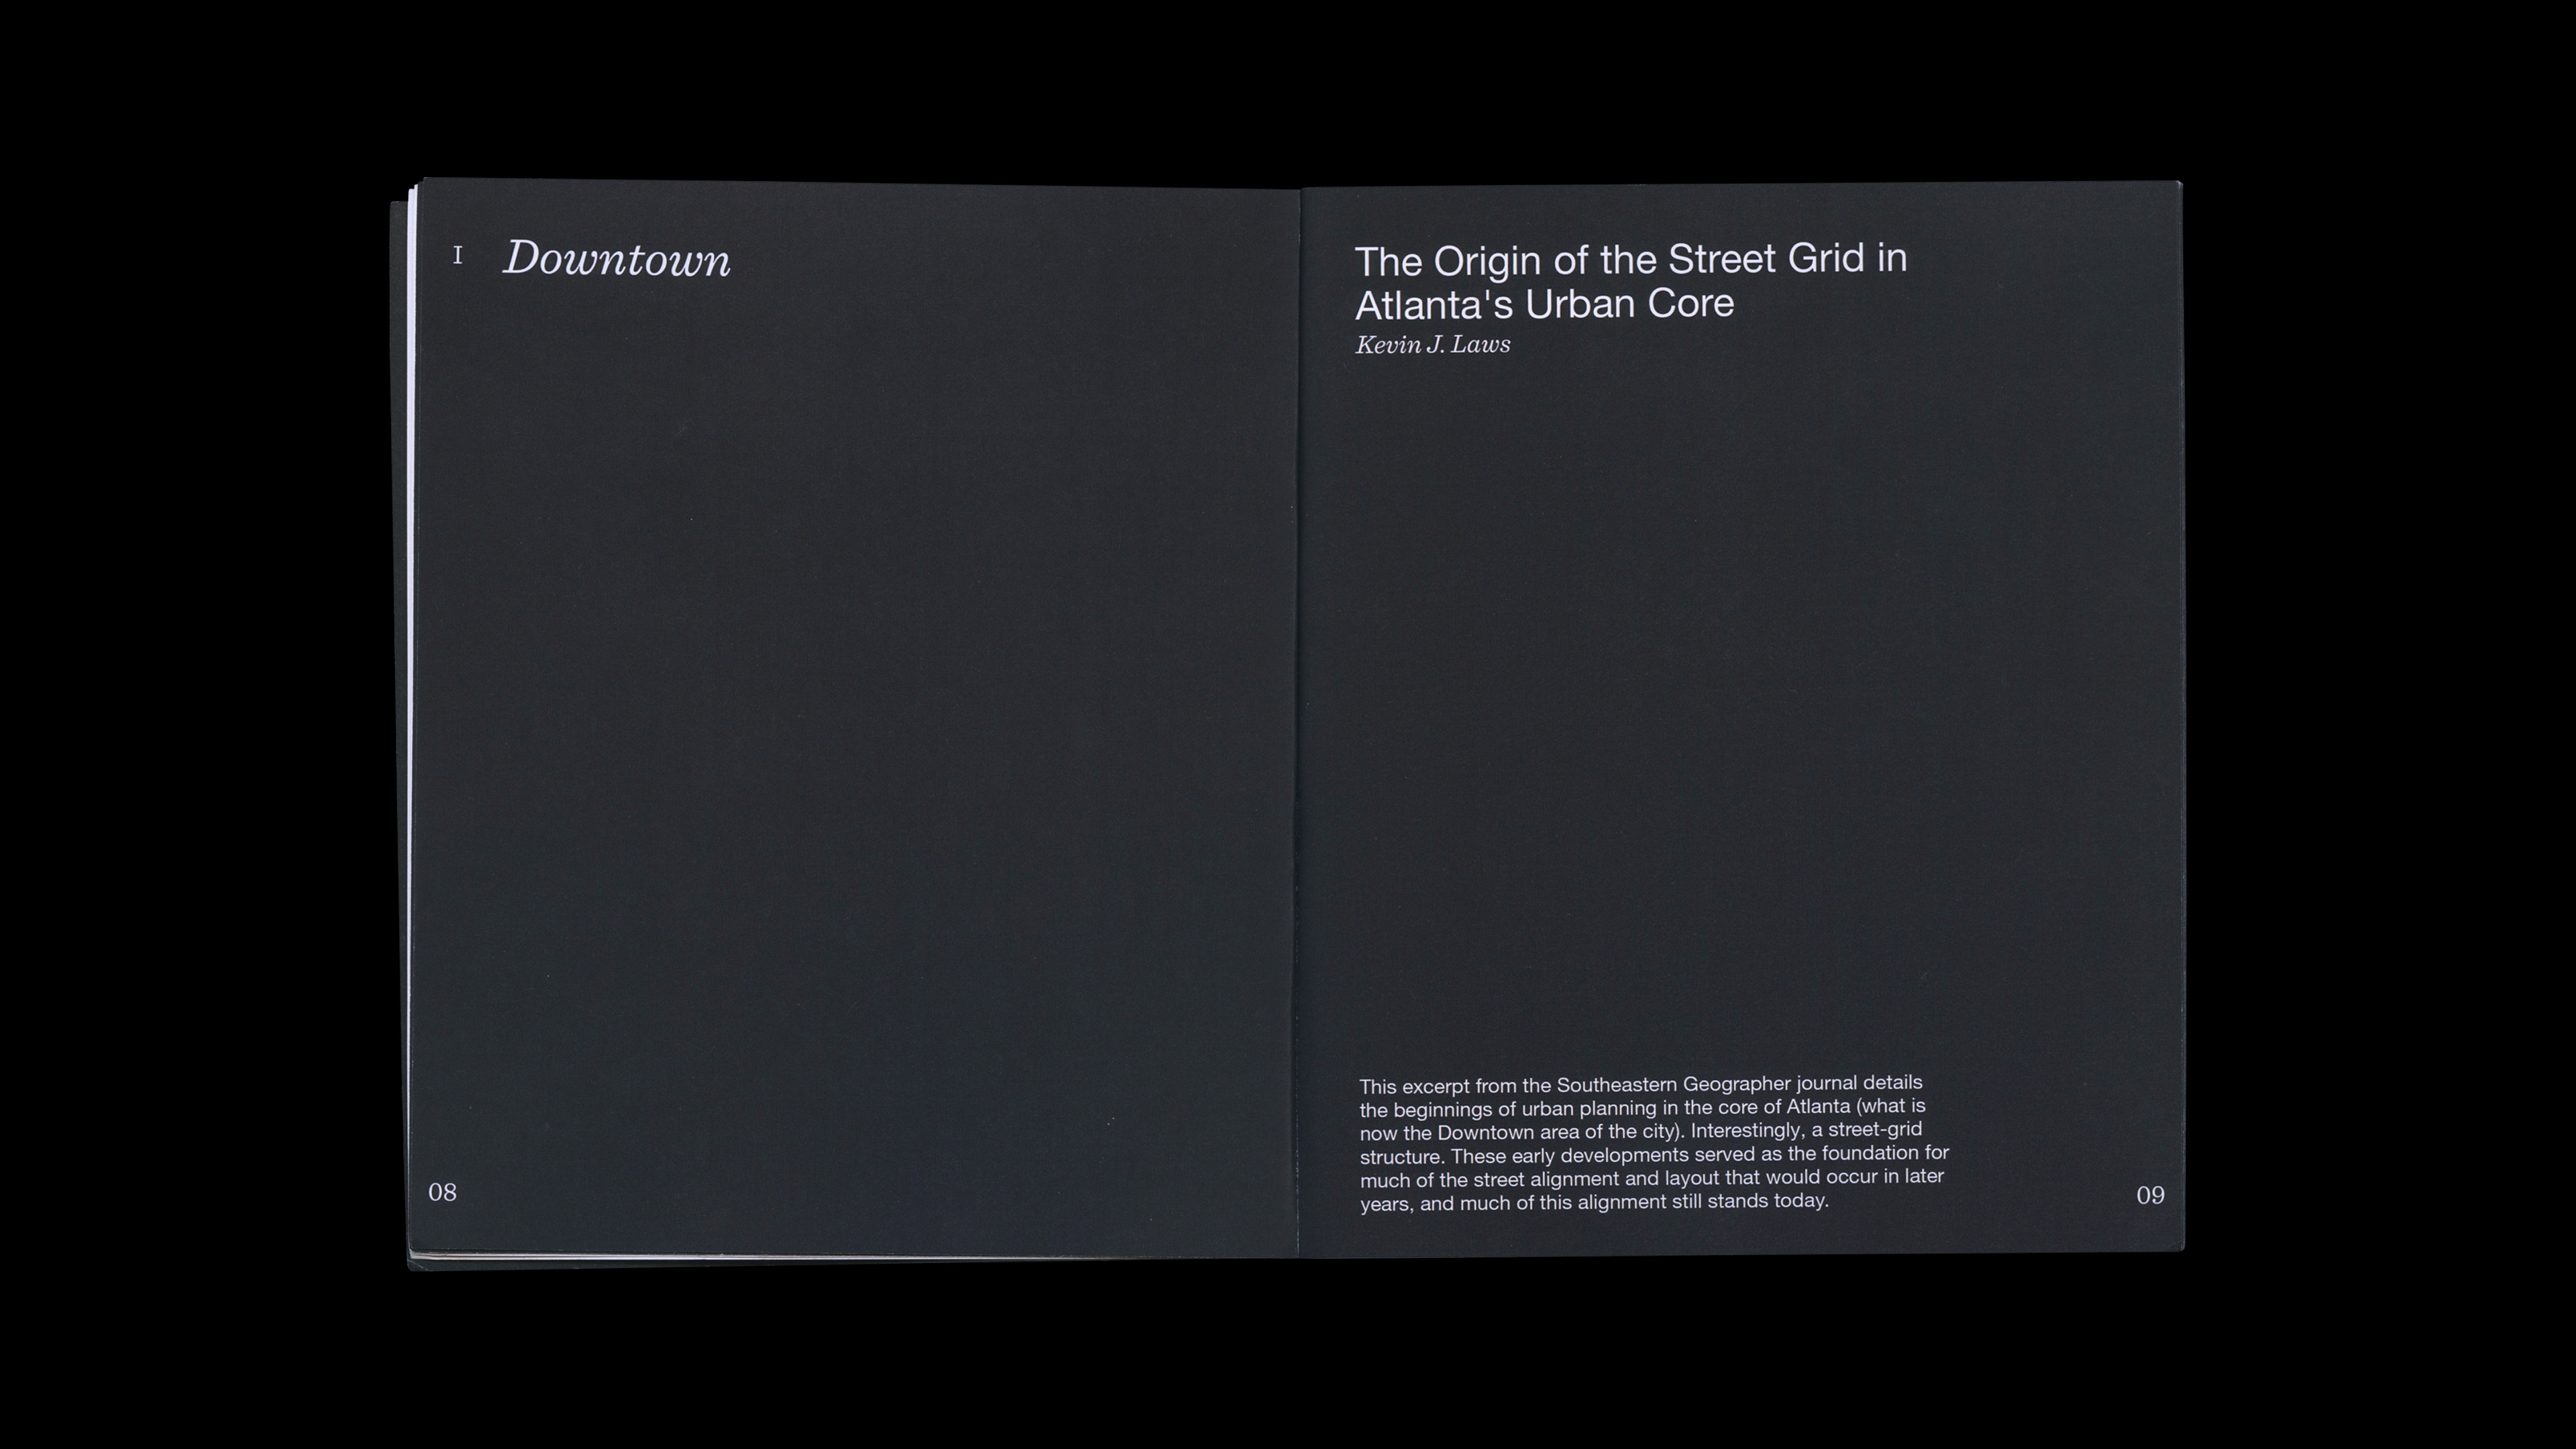 I Downtown
08
The Origin of the Street Grid in
Atlanta's Urban Core
Kevin J. Laws
This excerpt from the Southeastern Geographer journal details
the beginnings of urban planning in the core of Atlanta (what is
now the Downtown area of the city). Interestingly, a street-grid
structure. These early developments served as the foundation for
much of the street alignment and layout that would occur in later
years, and much of this alignment still stands today.
09